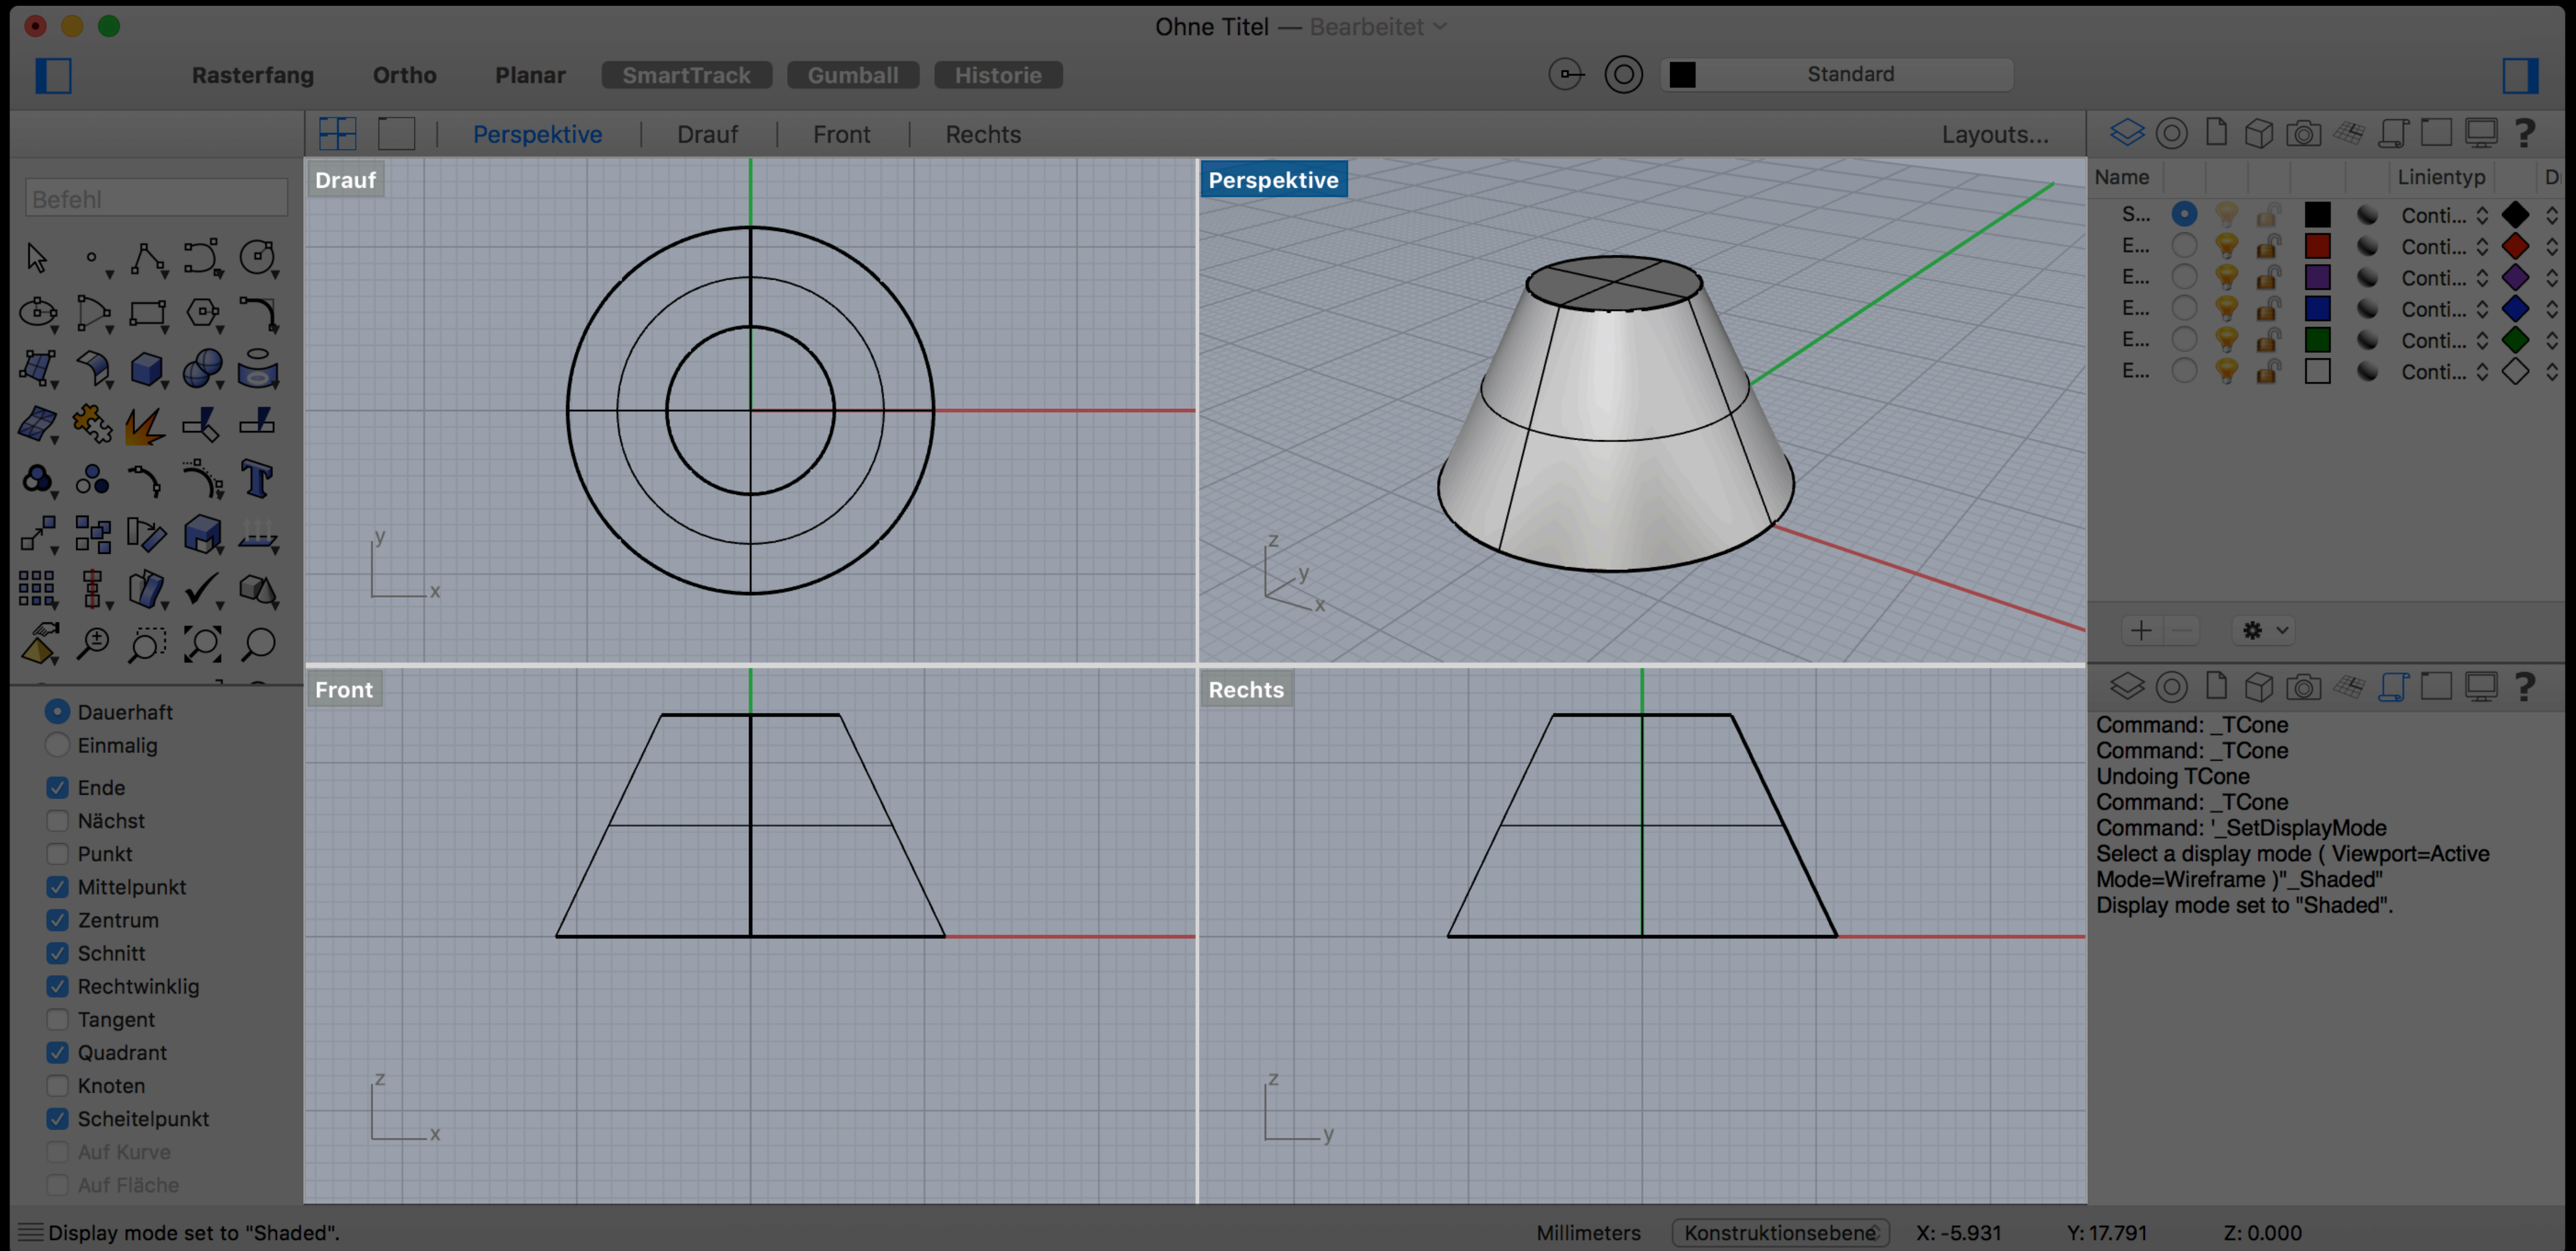 Ohne Titel — Bearbeitet
Rasterfang Ortho Planar SmartTrack Gumball Historie Standard
Perspektive Drauf Front Rechts Layouts...
Befehl
Drauf
y
x
Perspektive
z
y
x
Front
z
x
Rechts
z
y
Name Linientyp D
S... Conti...
E... Conti...
E... Conti...
E... Conti...
E... Conti...
E... Conti...
Dauerhaft
Einmalig
Ende
Nächst
Punkt
Mittelpunkt
Zentrum
Schnitt
Rechtwinklig
Tangent
Quadrant
Knoten
Scheitelpunkt
Auf Kurve
Auf Fläche
Command: _TCone
Command: _TCone
Undoing TCone
Command: _TCone
Command: '_SetDisplayMode
Select a display mode ( Viewport=Active
Mode=Wireframe )"_Shaded"
Display mode set to "Shaded".
Display mode set to "Shaded". Millimeters Konstruktionsebene X: -5.931 Y: 17.791 Z: 0.000